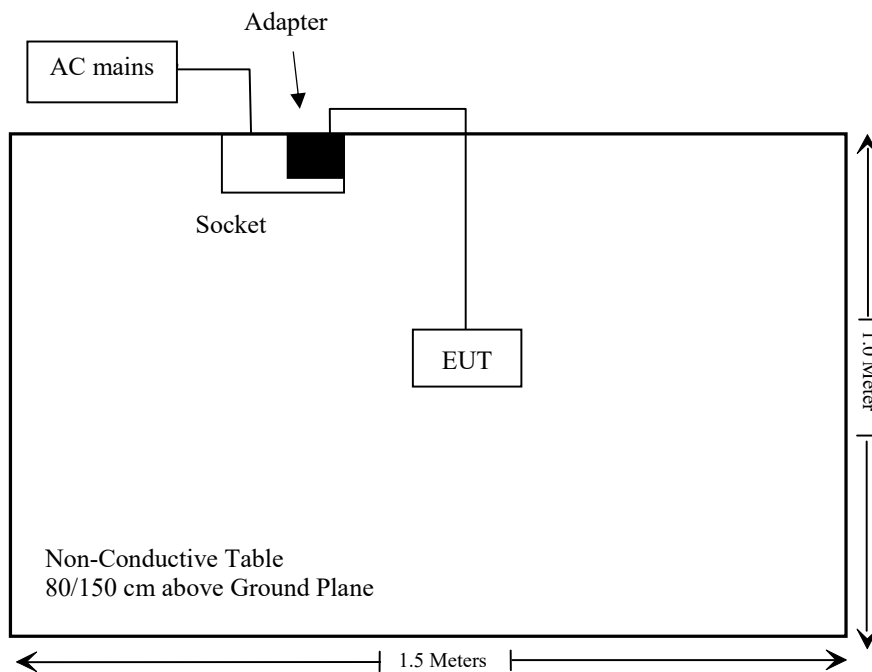 Adapter
AC mains
Socket
EUT
1.0 Meter
Non-Conductive Table
80/150 cm above Ground Plane
1.5 Meters